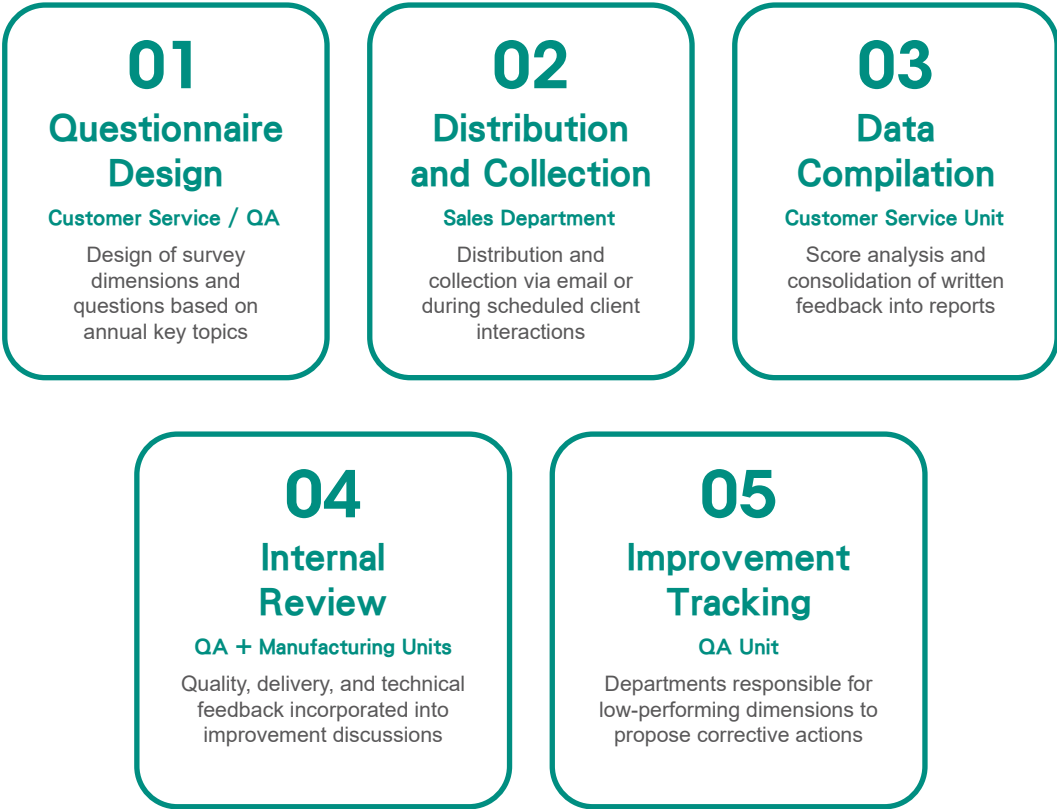 01
Questionnaire
Design
Customer Service / QA
Design of survey
dimensions and
questions based on
annual key topics
02
Distribution
and Collection
Sales Department
Distribution and
collection via email or
during scheduled client
interactions
03
Data
Compilation
Customer Service Unit
Score analysis and
consolidation of written
feedback into reports
04
Internal
Review
QA + Manufacturing Units
Quality, delivery, and technical
feedback incorporated into
improvement discussions
05
Improvement
Tracking
QA Unit
Departments responsible for
low-performing dimensions to
propose corrective actions